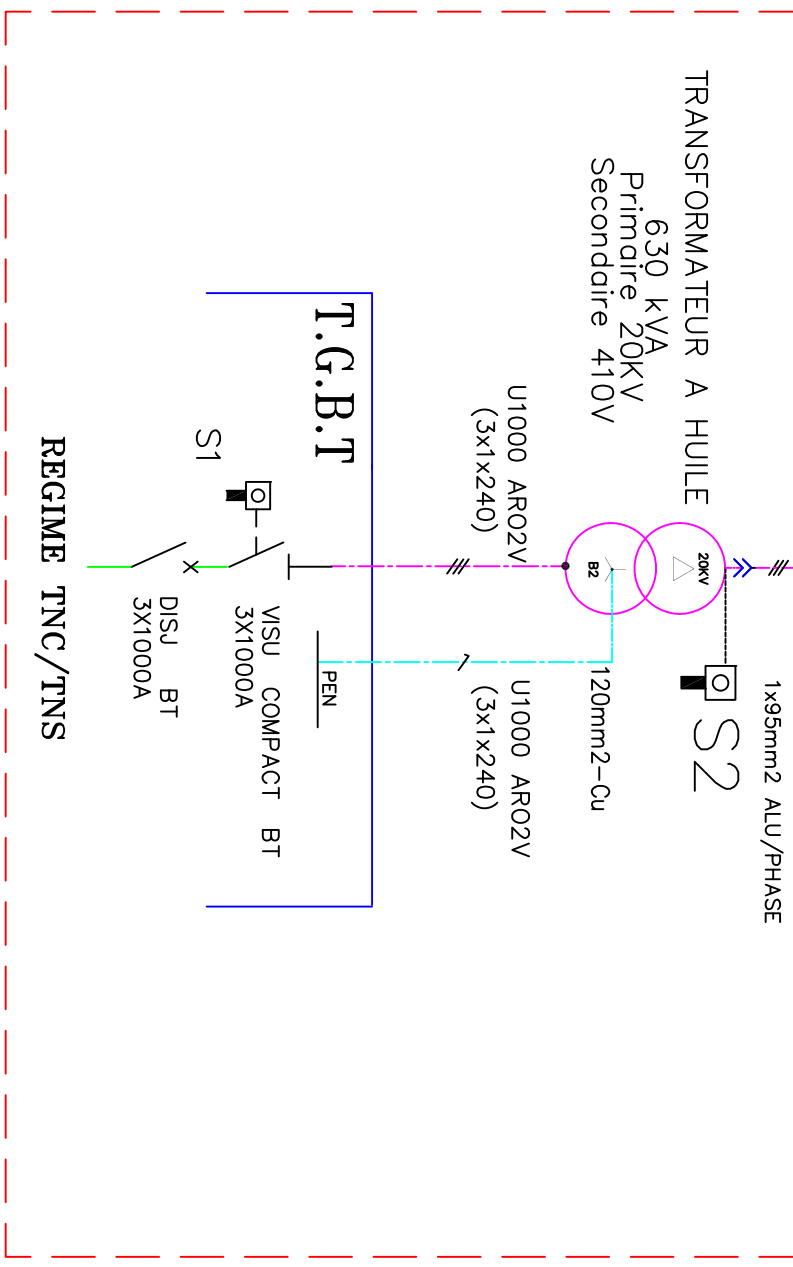 1x95mm2 ALU/PHASE
S2
20KV
TRANSFORMATEUR A HUILE
630 kVA
Primaire 20KV
Secondaire 410V
B2
120mm2-Cu
U1000 ARO2V
(3x1x240)
U1000 ARO2V
(3x1x240)
T.G.B.T
PEN
S1
VISU COMPACT BT
3X1000A
DISJ BT
3X1000A
REGIME TNC/TNS